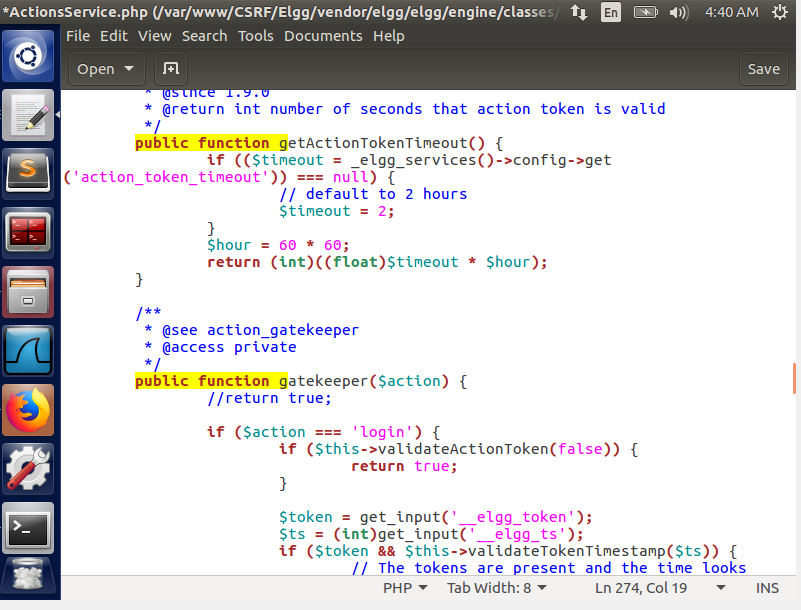 *ActionsService.php (/var/www/CSRF/Elgg/vendor/elgg/elgg/engine/classes/ En 4:40 AM
File Edit View Search Tools Documents Help
Open Save
* @since 1.9.0
* @return int number of seconds that action token is valid
*/
public function getActionTokenTimeout() {
if (($timeout = _elgg_services()->config->get
('action_token_timeout')) === null) {
// default to 2 hours
$timeout = 2;
}
$hour = 60 * 60;
return (int)((float)$timeout * $hour);
}
/**
* @see action_gatekeeper
* @access private
*/
public function gatekeeper($action) {
//return true;
if ($action === 'login') {
if ($this->validateActionToken(false)) {
return true;
}
$token = get_input('__elgg_token');
$ts = (int)get_input('__elgg_ts');
if ($token && $this->validateTokenTimestamp($ts)) {
// The tokens are present and the time looks
PHP Tab Width: 8 Ln 274, Col 19 INS